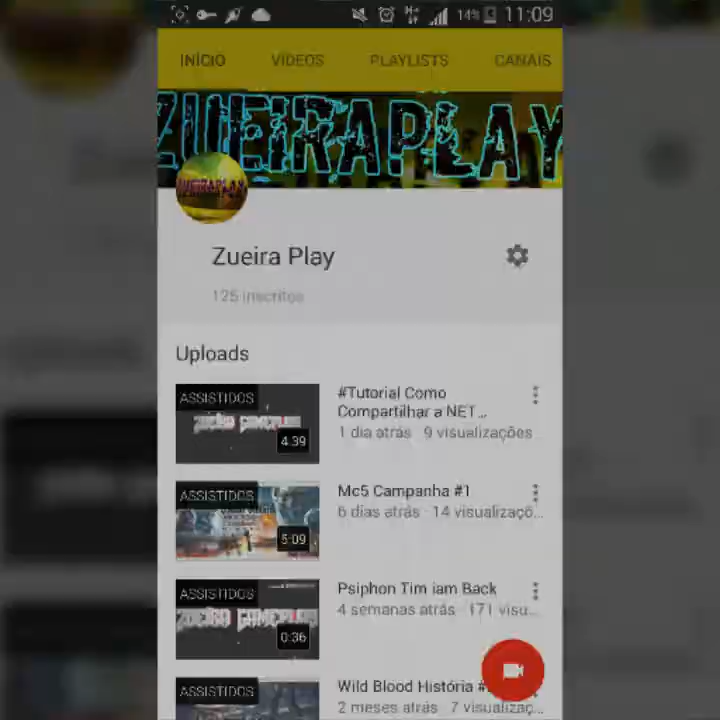 14% 11:09
INÍCIO VÍDEOS PLAYLISTS CANAIS
ZUEIRAPLAY
ZUEIRAPLAY
Zueira Play
125 inscritos
Uploads
ASSISTIDOS
4:39
#Tutorial Como
Compartilhar a NET...
1 dia atrás · 9 visualizações
ASSISTIDOS
5:09
Mc5 Campanha #1
6 dias atrás · 14 visualizaçõ...
ASSISTIDOS
0:36
Psiphon Tim iam Back
4 semanas atrás · 171 visu...
ASSISTIDOS
Wild Blood História #
2 meses atrás · 7 visualizaç